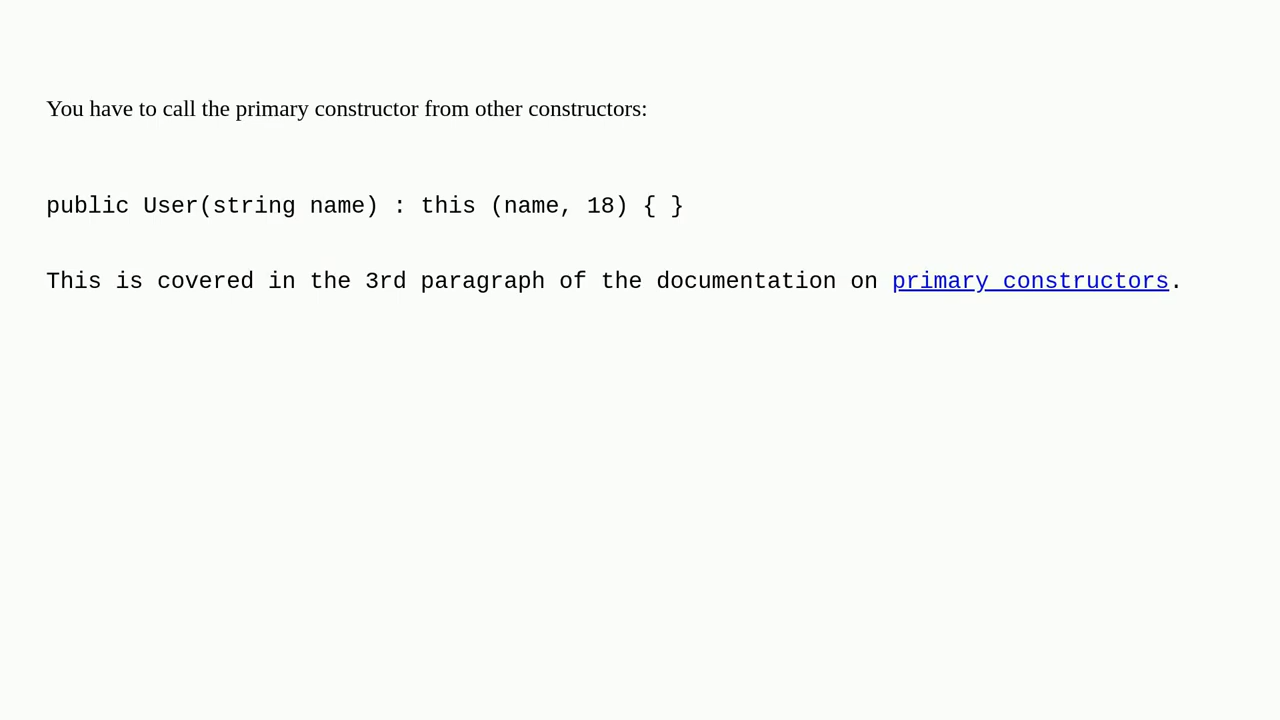 You have to call the primary constructor from other constructors:
public User(string name) : this (name, 18) { }
This is covered in the 3rd paragraph of the documentation on primary constructors.